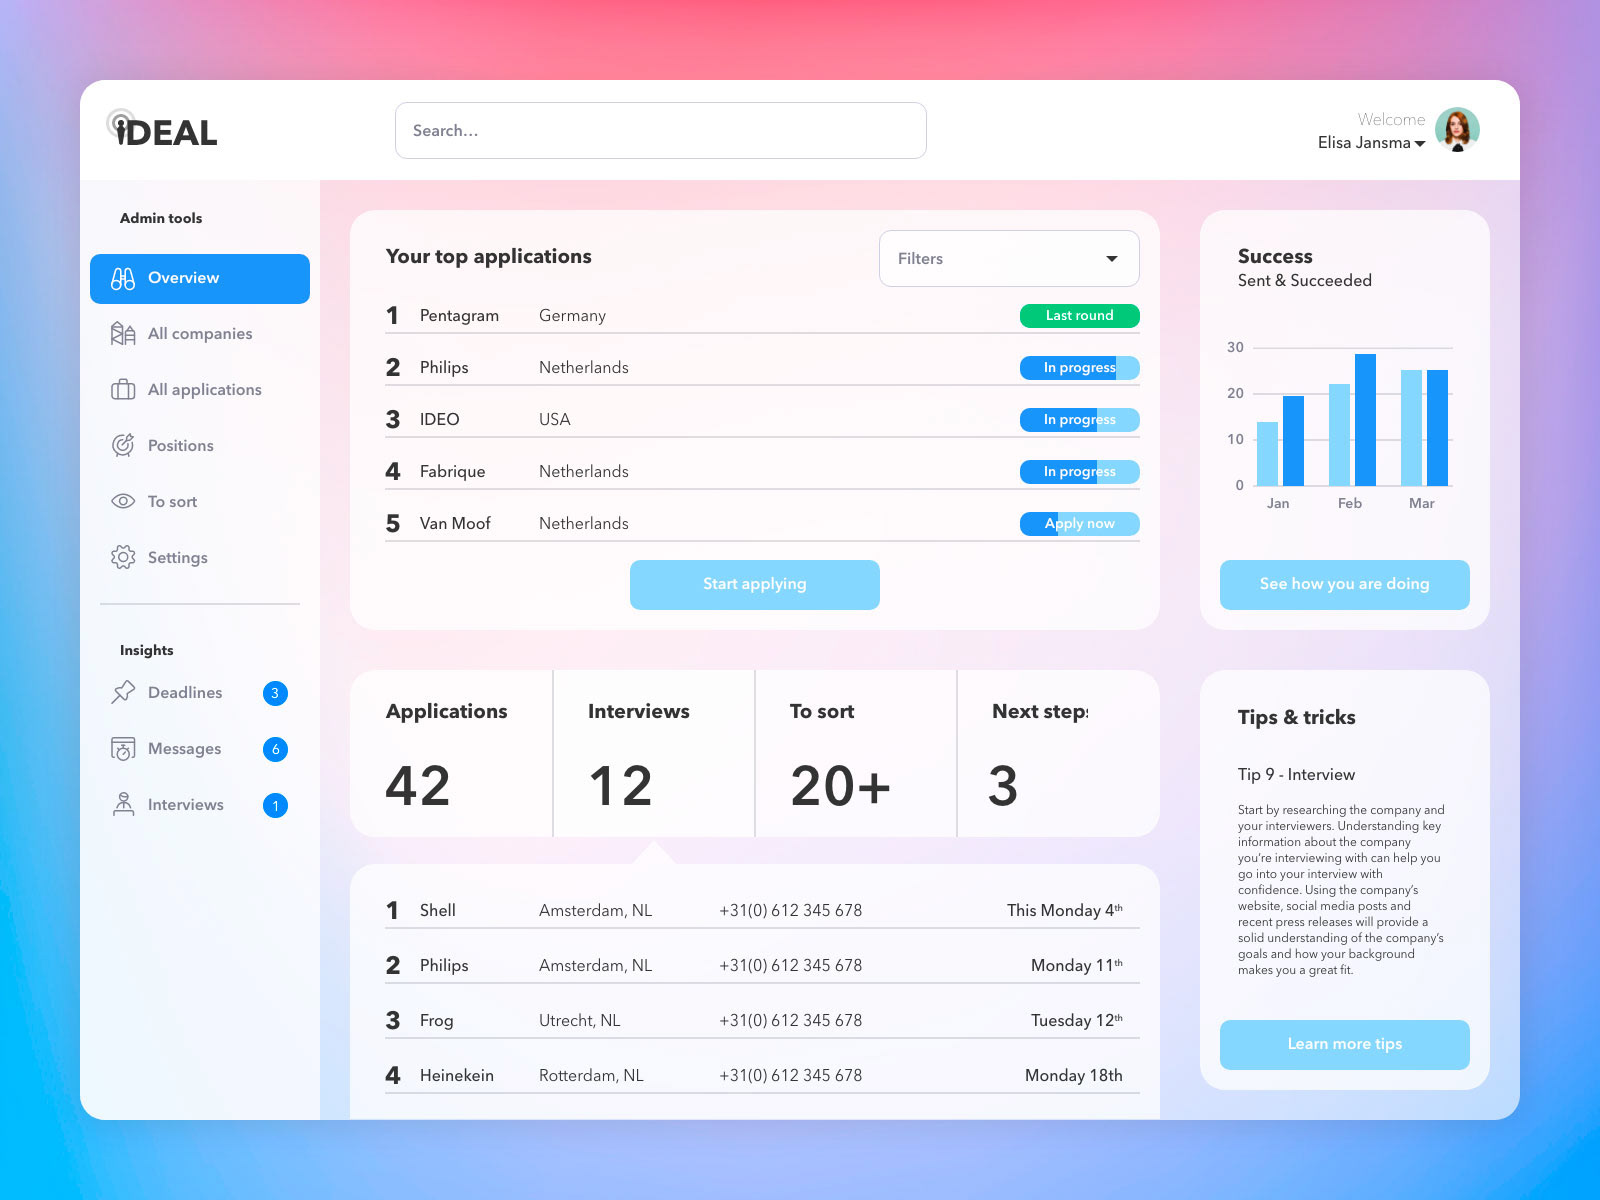 iDEAL
Search...
Welcome
Elisa Jansma
Admin tools
Overview
All companies
All applications
Positions
To sort
Settings
Insights
Deadlines 3
Messages 6
Interviews 1
Your top applications
Filters
1 Pentagram Germany Last round
2 Philips Netherlands In progress
3 IDEO USA In progress
4 Fabrique Netherlands In progress
5 Van Moof Netherlands Apply now
Start applying
Success
Sent & Succeeded
30
20
10
0
Jan Feb Mar
See how you are doing
Applications Interviews To sort Next steps
42 12 20+ 3
1 Shell Amsterdam, NL +31(0) 612 345 678 This Monday 4th
2 Philips Amsterdam, NL +31(0) 612 345 678 Monday 11th
3 Frog Utrecht, NL +31(0) 612 345 678 Tuesday 12th
4 Heinekein Rotterdam, NL +31(0) 612 345 678 Monday 18th
Tips & tricks
Tip 9 - Interview
Start by researching the company and
your interviewers. Understanding key
information about the company
you're interviewing with can help you
go into your interview with
confidence. Using the company's
website, social media posts and
recent press releases will provide a
solid understanding of the company's
goals and how your background
makes you a great fit.
Learn more tips